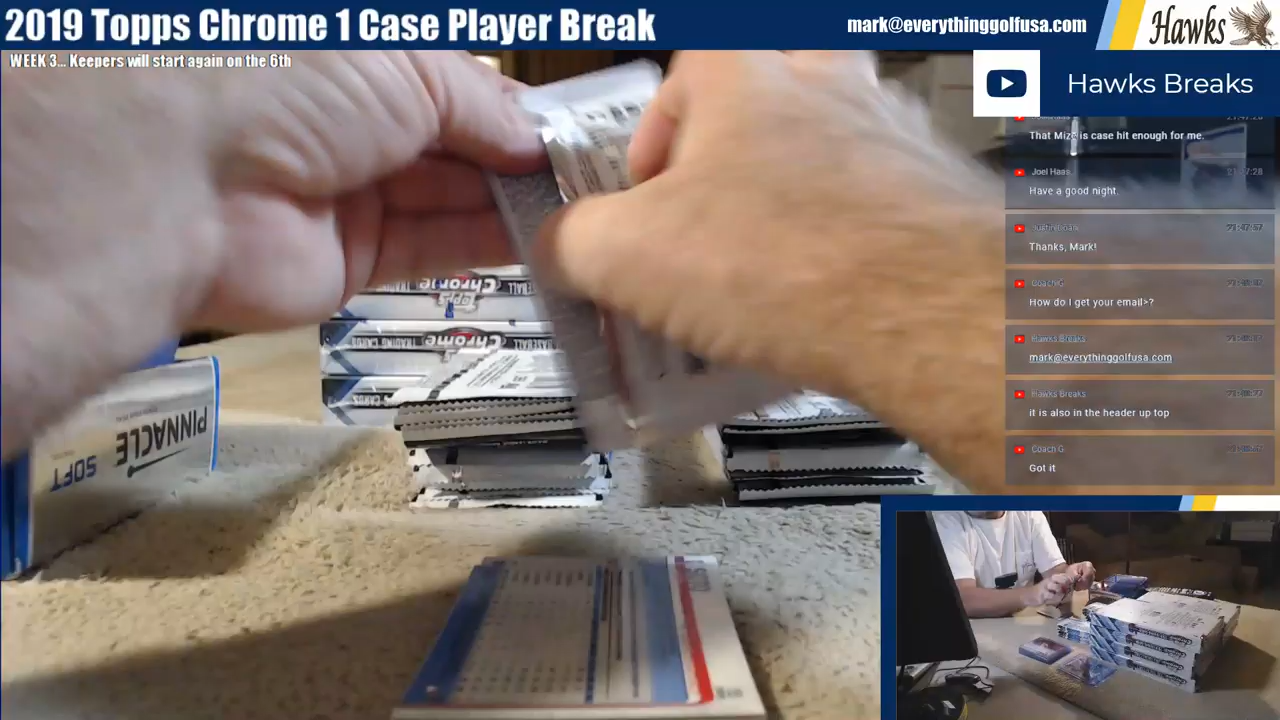 2019 Topps Chrome 1 Case Player Break
mark@everythinggolfusa.com
Hawks
WEEK 3... Keepers will start again on the 6th
Hawks Breaks
That Mize is case hit enough for me.
Joel Haas
Have a good night.
Thanks, Mark!
Coach G
How do I get your email>?
Hawks Breaks
mark@everythinggolfusa.com
Hawks Breaks
it is also in the header up top
Coach G
Got it
Chrome
Topps
Chrome
PINNACLE
SOFT